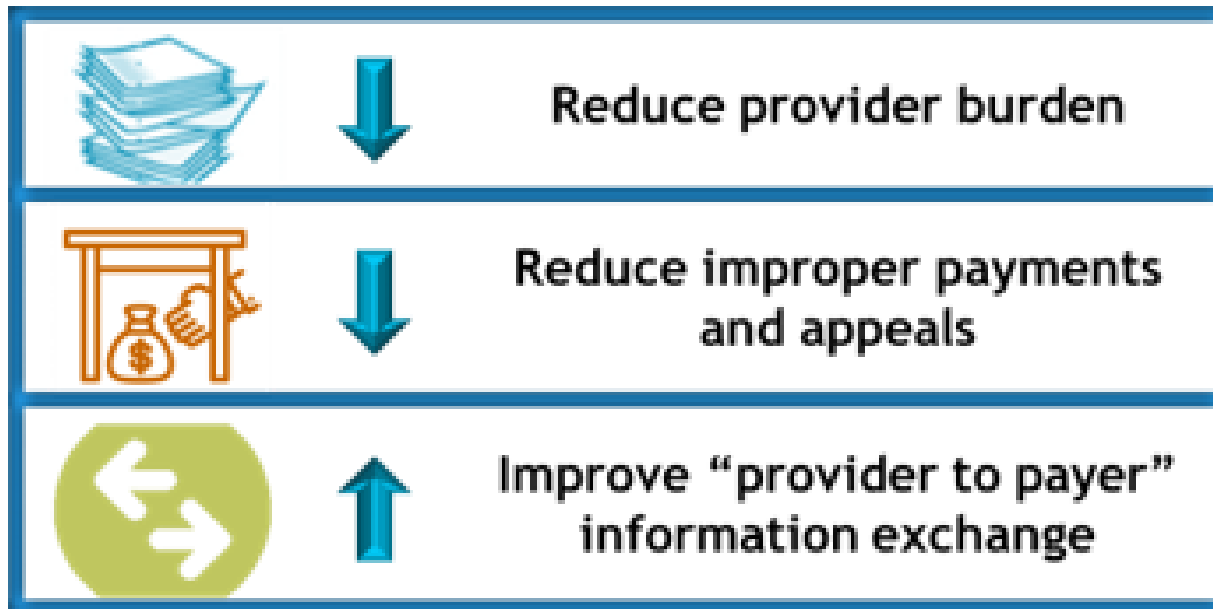 Reduce provider burden
Reduce improper payments
and appeals
$
Improve “provider to payer”
information exchange